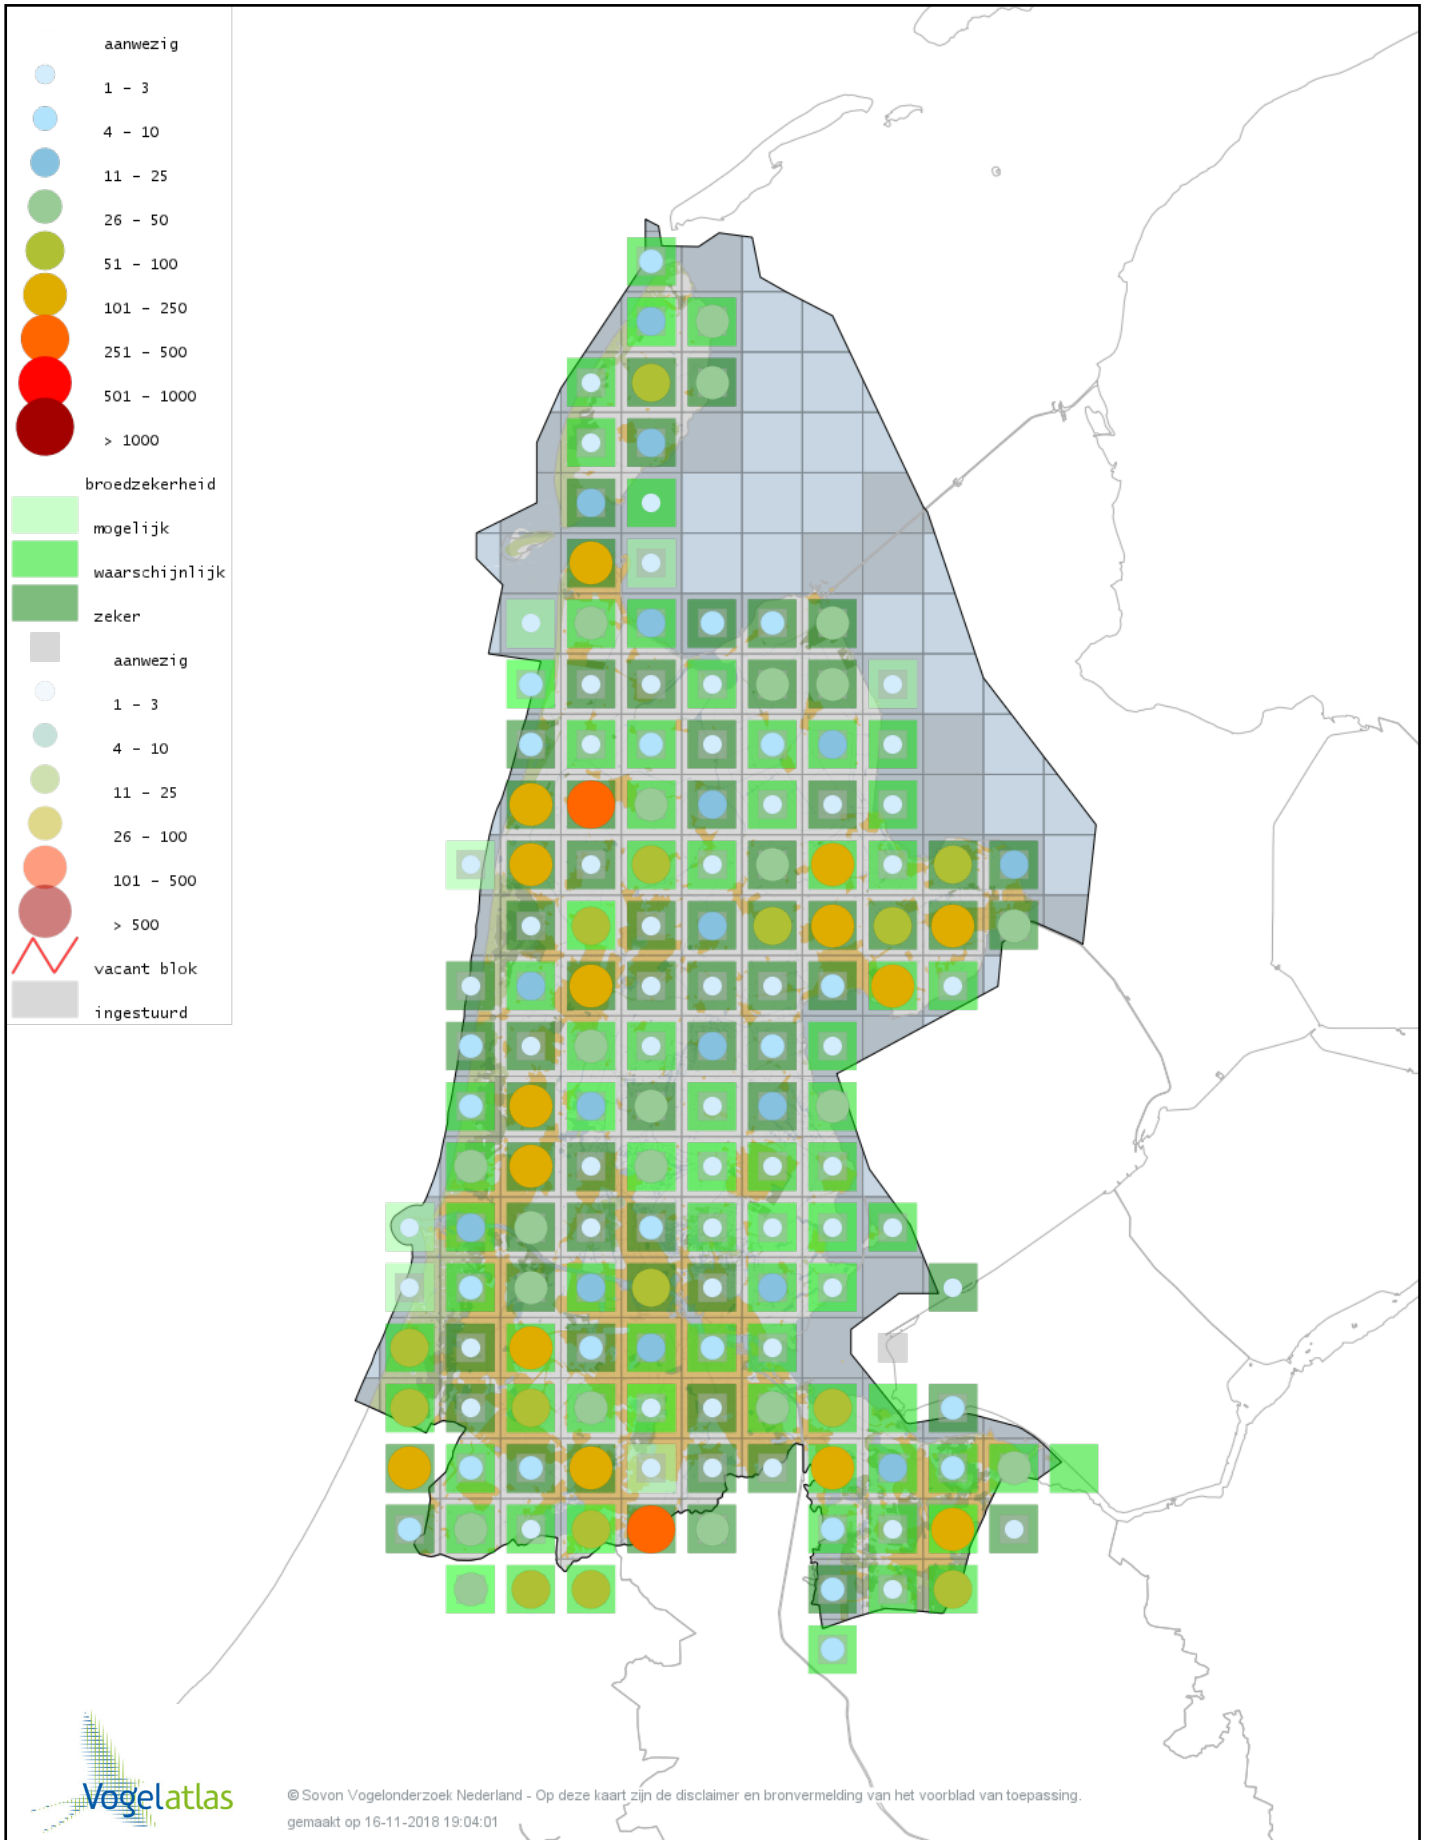 aanwezig
1 - 3
4 - 10
11 - 25
26 - 50
51 - 100
101 - 250
251 - 500
501 - 1000
> 1000
broedzekerheid
mogelijk
waarschijnlijk
zeker
aanwezig
1 - 3
4 - 10
11 - 25
26 - 100
101 - 500
> 500
vacant blok
ingestuurd
Vogelatlas
© Sovon Vogelonderzoek Nederland - Op deze kaart zijn de disclaimer en bronvermelding van het voorblad van toepassing.
gemaakt op 16-11-2018 19:04:01